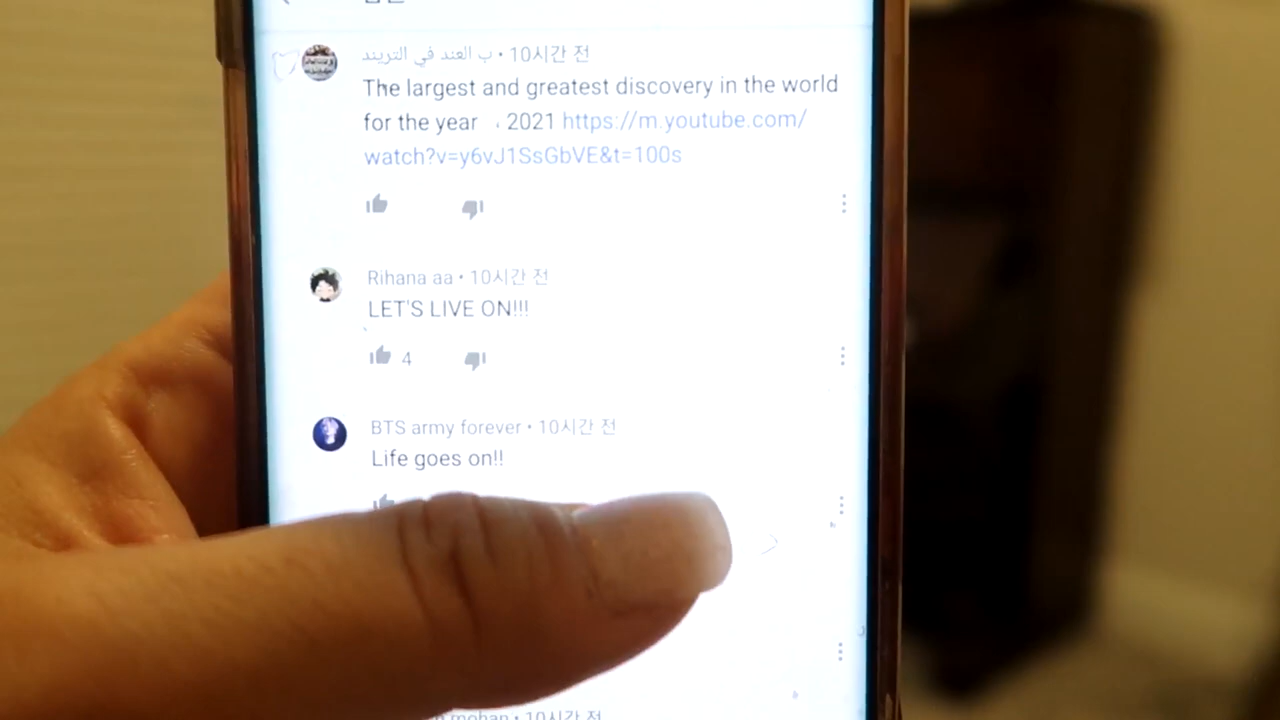 ب العند في التريند • 10시간 전
The largest and greatest discovery in the world
for the year 2021 https://m.youtube.com/
watch?v=y6vJ1SsGbVE&t=100s
Rihana aa • 10시간 전
LET'S LIVE ON!!!
4
BTS army forever • 10시간 전
Life goes on!!
mohan • 10시간 전